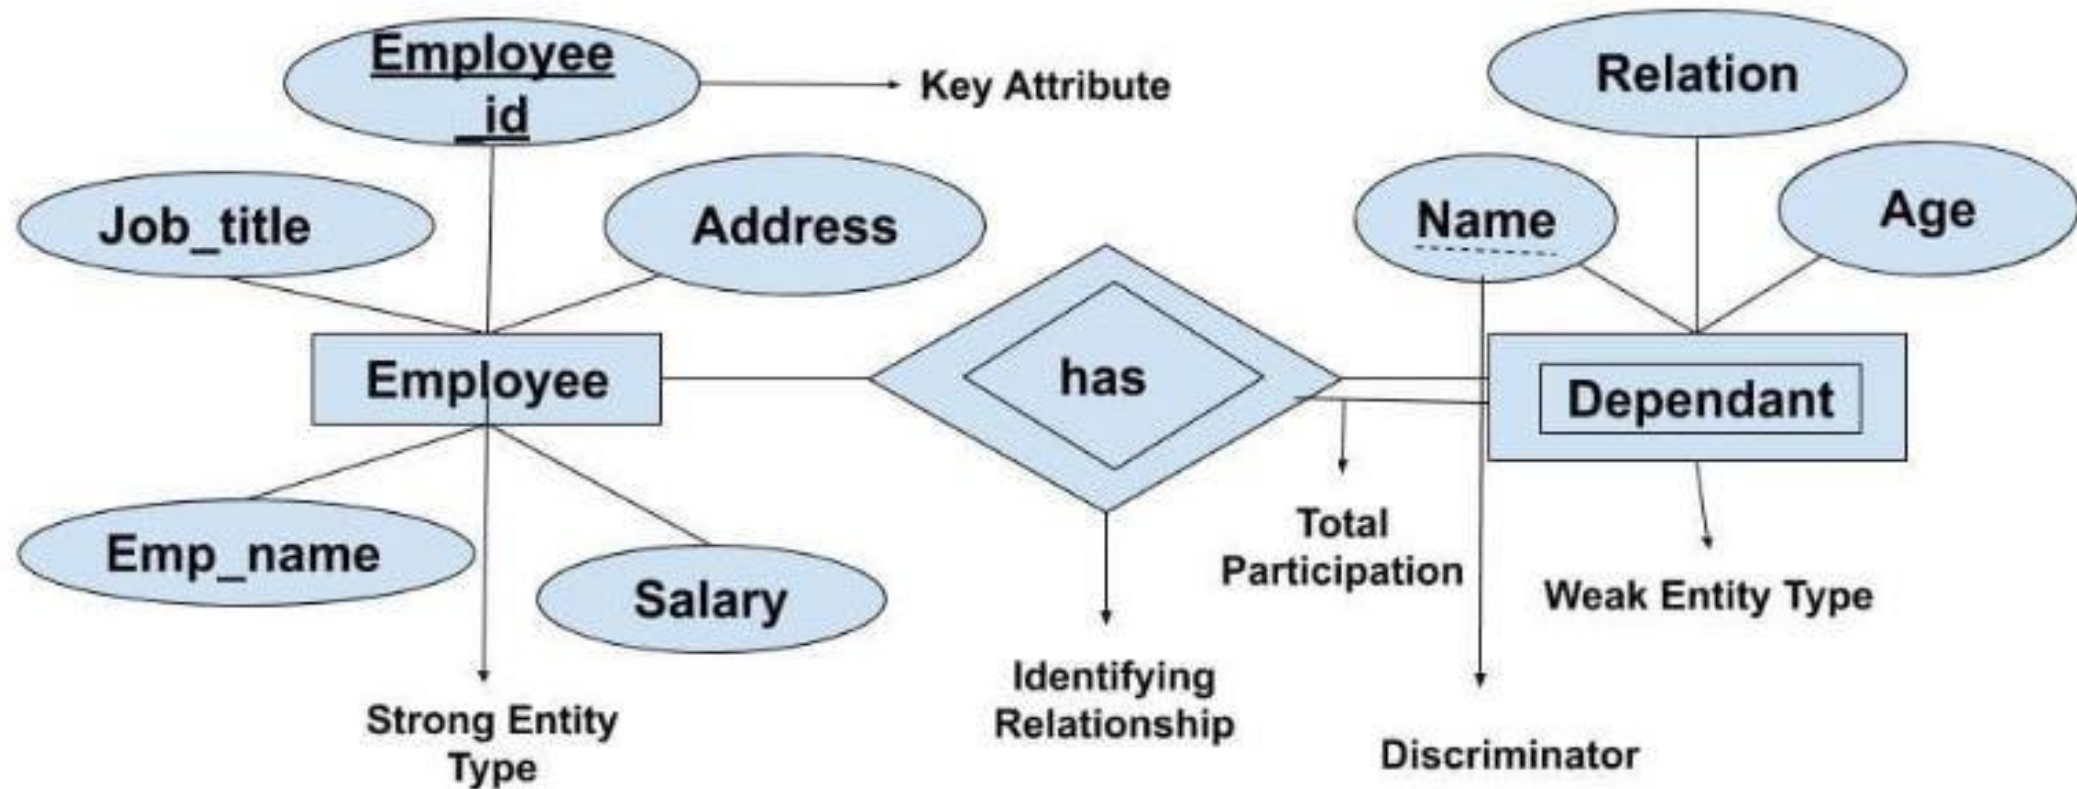 Employee
_id
Key Attribute
Relation
Job_title
Address
Name
Age
Employee
has
Dependant
Emp_name
Salary
Total
Participation
Weak Entity Type
Identifying
Relationship
Strong Entity
Type
Discriminator